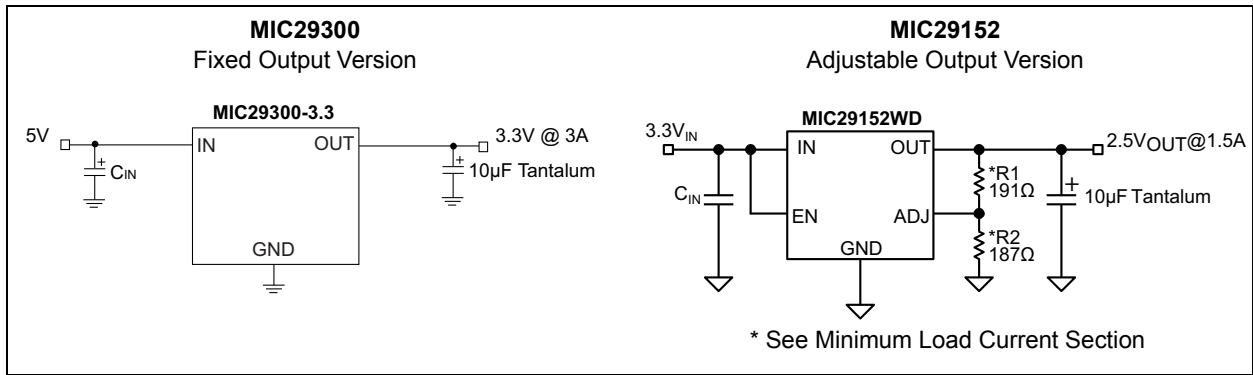 MIC29300
Fixed Output Version
MIC29300-3.3
5V
IN
OUT
3.3V @ 3A
+
CIN
+
10µF Tantalum
GND
MIC29152
Adjustable Output Version
MIC29152WD
3.3VIN
IN
OUT
2.5VOUT@1.5A
*R1
191Ω
CIN
+
10µF Tantalum
EN
ADJ
*R2
187Ω
GND
* See Minimum Load Current Section